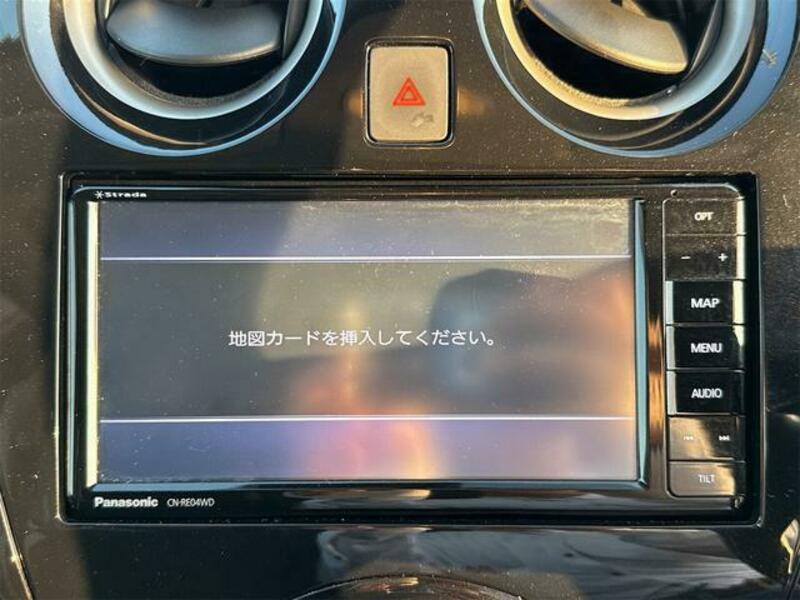 Strada
地図カードを挿入してください。
OPT
− +
MAP
MENU
AUDIO
TILT
Panasonic CN-RE04WD